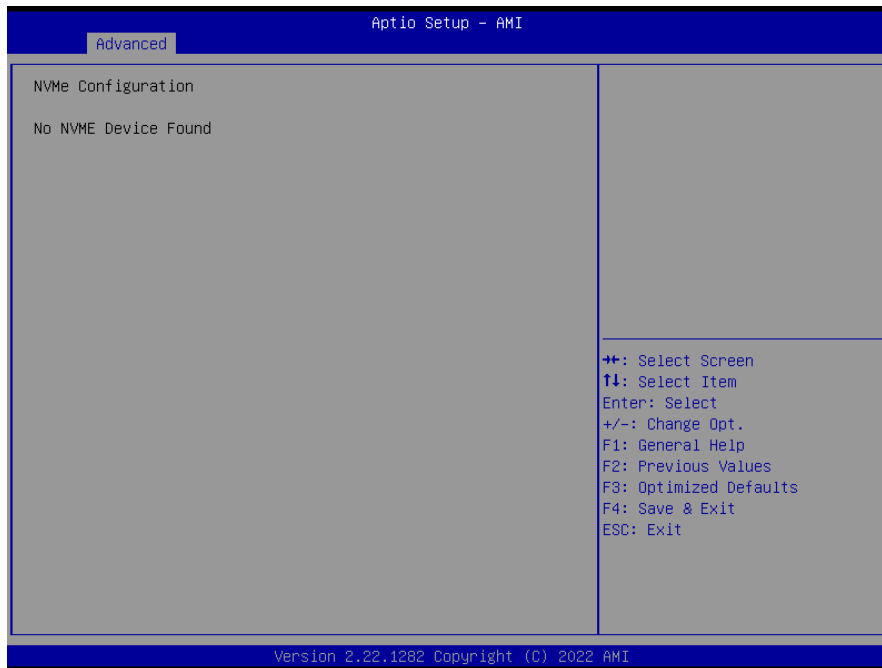 Aptio Setup – AMI
Advanced
NVMe Configuration
No NVME Device Found
→←: Select Screen
↑↓: Select Item
Enter: Select
+/-: Change Opt.
F1: General Help
F2: Previous Values
F3: Optimized Defaults
F4: Save & Exit
ESC: Exit
Version 2.22.1282 Copyright (C) 2022 AMI